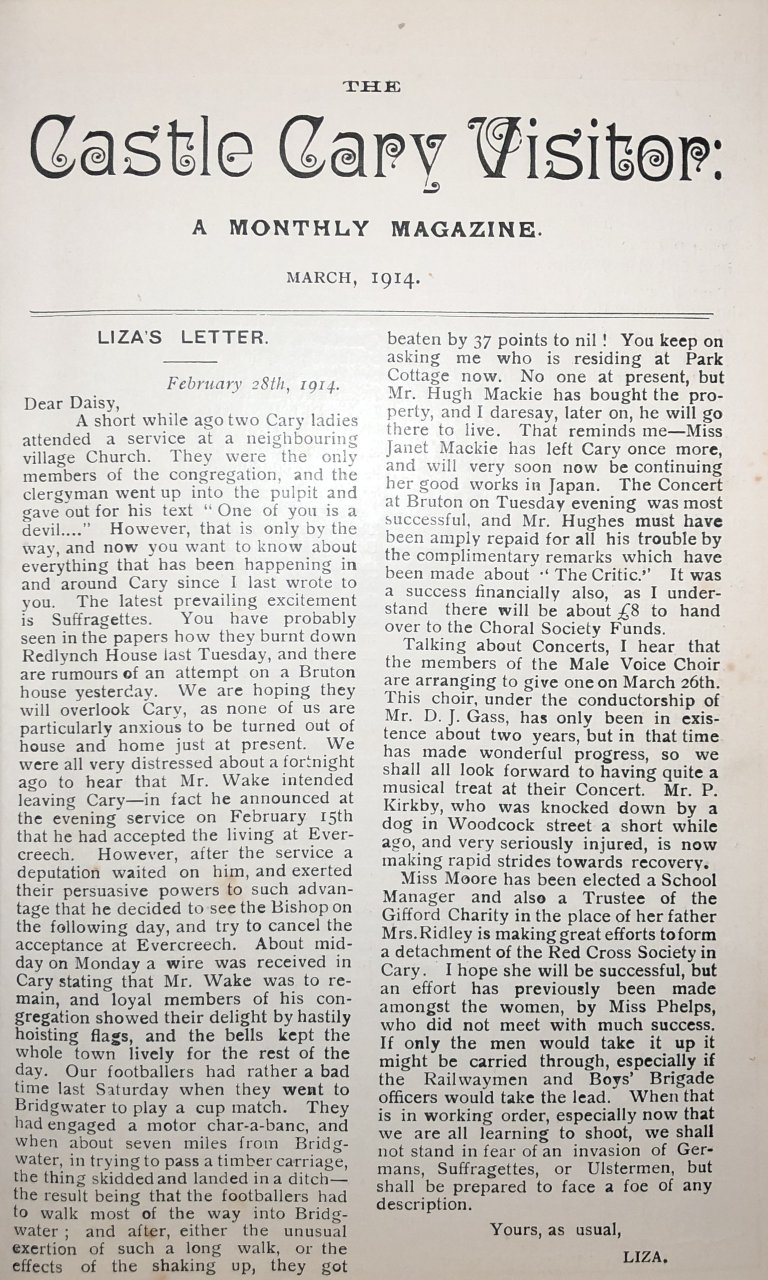 THE
Castle Cary Visitor:
A MONTHLY MAGAZINE.
MARCH, 1914.
LIZA'S LETTER.
February 28th, 1914.
Dear Daisy,
A short while ago two Cary ladies
attended a service at a neighbouring
village Church. They were the only
members of the congregation, and the
clergyman went up into the pulpit and
gave out for his text “ One of you is a
devil....” However, that is only by the
way, and now you want to know about
everything that has been happening in
and around Cary since I last wrote to
you. The latest prevailing excitement
is Suffragettes. You have probably
seen in the papers how they burnt down
Redlynch House last Tuesday, and there
are rumours of an attempt on a Bruton
house yesterday. We are hoping they
will overlook Cary, as none of us are
particularly anxious to be turned out of
house and home just at present. We
were all very distressed about a fortnight
ago to hear that Mr. Wake intended
leaving Cary—in fact he announced at
the evening service on February 15th
that he had accepted the living at Ever-
creech. However, after the service a
deputation waited on him, and exerted
their persuasive powers to such advan-
tage that he decided to see the Bishop on
the following day, and try to cancel the
acceptance at Evercreech. About mid-
day on Monday a wire was received in
Cary stating that Mr. Wake was to re-
main, and loyal members of his con-
gregation showed their delight by hastily
hoisting flags, and the bells kept the
whole town lively for the rest of the
day. Our footballers had rather a bad
time last Saturday when they went to
Bridgwater to play a cup match. They
had engaged a motor char-a-banc, and
when about seven miles from Bridg-
water, in trying to pass a timber carriage,
the thing skidded and landed in a ditch—
the result being that the footballers had
to walk most of the way into Bridg-
water ; and after, either the unusual
exertion of such a long walk, or the
effects of the shaking up, they got
beaten by 37 points to nil ! You keep on
asking me who is residing at Park
Cottage now. No one at present, but
Mr. Hugh Mackie has bought the pro-
perty, and I daresay, later on, he will go
there to live. That reminds me—Miss
Janet Mackie has left Cary once more,
and will very soon now be continuing
her good works in Japan. The Concert
at Bruton on Tuesday evening was most
successful, and Mr. Hughes must have
been amply repaid for all his trouble by
the complimentary remarks which have
been made about “ The Critic.” It was
a success financially also, as I under-
stand there will be about £8 to hand
over to the Choral Society Funds.
Talking about Concerts, I hear that
the members of the Male Voice Choir
are arranging to give one on March 26th.
This choir, under the conductorship of
Mr. D. J. Gass, has only been in exis-
tence about two years, but in that time
has made wonderful progress, so we
shall all look forward to having quite a
musical treat at their Concert. Mr. P.
Kirkby, who was knocked down by a
dog in Woodcock street a short while
ago, and very seriously injured, is now
making rapid strides towards recovery.
Miss Moore has been elected a School
Manager and also a Trustee of the
Gifford Charity in the place of her father
Mrs. Ridley is making great efforts to form
a detachment of the Red Cross Society in
Cary. I hope she will be successful, but
an effort has previously been made
amongst the women, by Miss Phelps,
who did not meet with much success.
If only the men would take it up it
might be carried through, especially if
the Railwaymen and Boys' Brigade
officers would take the lead. When that
is in working order, especially now that
we are all learning to shoot, we shall
not stand in fear of an invasion of Ger-
mans, Suffragettes, or Ulstermen, but
shall be prepared to face a foe of any
description.
Yours, as usual,
LIZA.